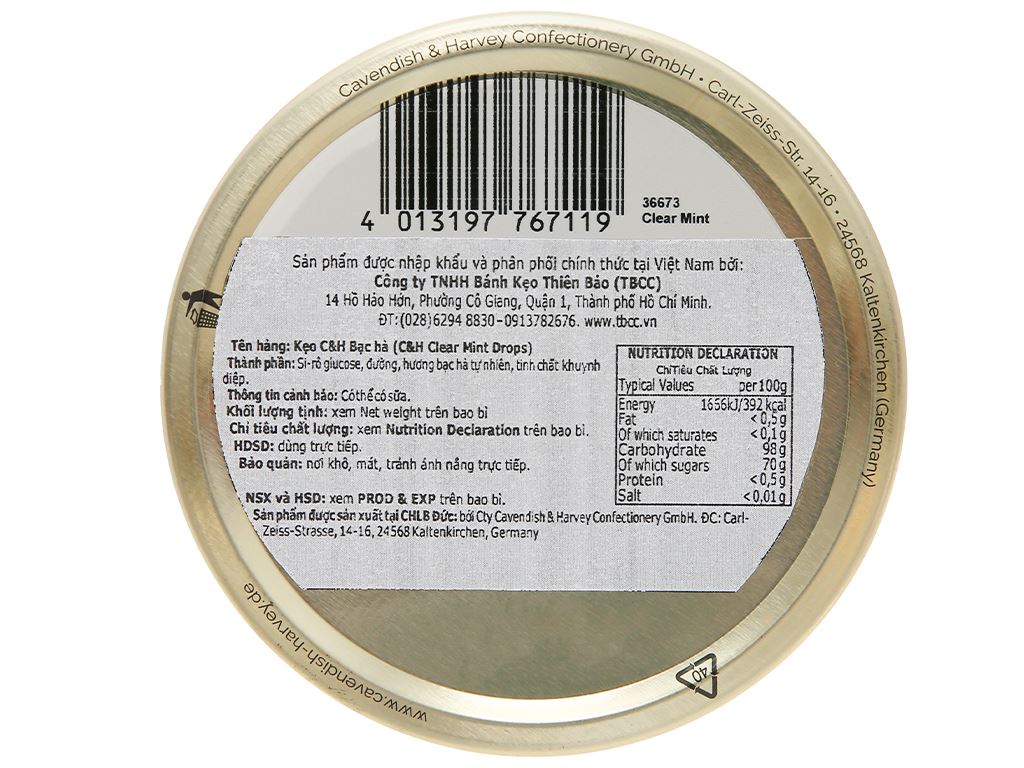 Cavendish & Harvey Confectionery GmbH • Carl-Zeiss-Str. 14-16 • 24568 Kaltenkirchen (Germany)
36673
Clear Mint
4 013197 767119
Sản phẩm được nhập khẩu và phân phối chính thức tại Việt Nam bởi:
Công ty TNHH Bánh Kẹo Thiên Bảo (TBCC)
14 Hồ Hảo Hớn, Phường Cô Giang, Quận 1, Thành phố Hồ Chí Minh.
ĐT:(028)6294 8830-0913782676. www.tbcc.vn
Tên hàng: Kẹo C&H Bạc hà (C&H Clear Mint Drops)
Thành phần: Si-rô glucose, đường, hương bạc hà tự nhiên, tinh chất khuynh
diệp.
Thông tin cảnh báo: Có thể có sữa.
Khối lượng tịnh: xem Net weight trên bao bì
Chỉ tiêu chất lượng: xem Nutrition Declaration trên bao bì.
HDSD: dùng trực tiếp.
Bảo quản: nơi khô, mát, tránh ánh nắng trực tiếp.
NSX và HSD: xem PROD & EXP trên bao bì.
Sản phẩm được sản xuất tại CHLB Đức: bởi Cty Cavendish & Harvey Confectionery GmbH. ĐC: Carl-
Zeiss-Strasse, 14-16, 24568 Kaltenkirchen, Germany
NUTRITION DECLARATION
Chỉ Tiêu Chất Lượng
Typical Values per 100g
Energy 1656kJ/392 kcal
Fat <0,5g
Of which saturates <0,1g
Carbohydrate 98g
Of which sugars 70g
Protein <0,5g
Salt <0,01g
40
www.cavendish-harvey.de